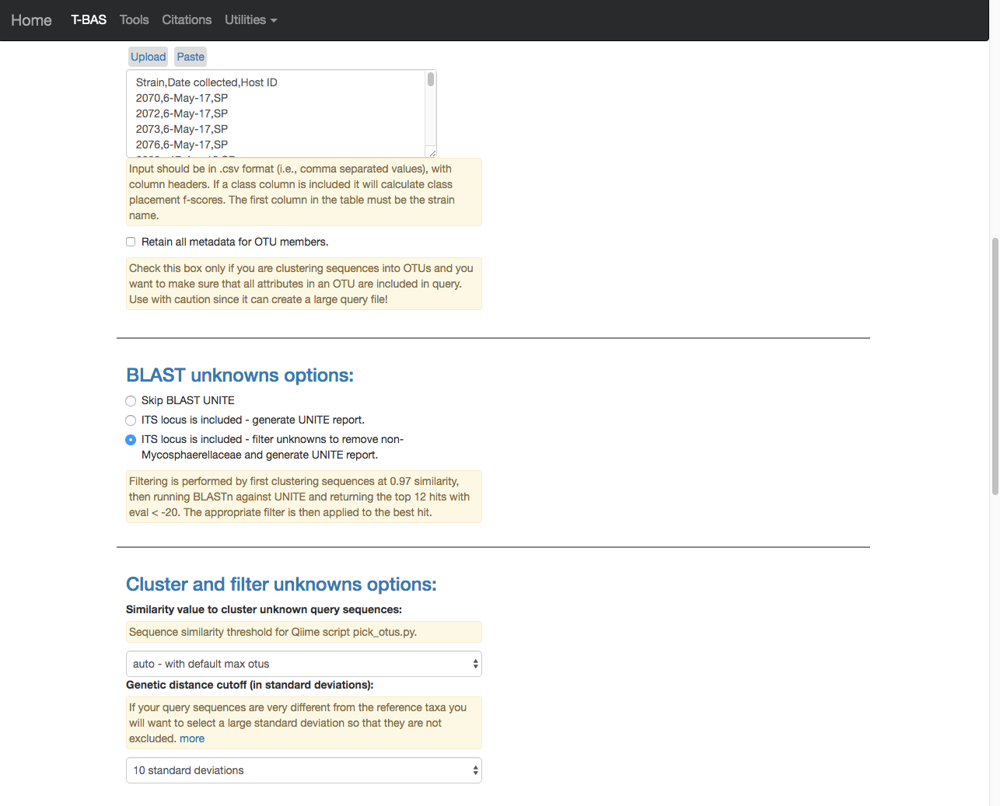 Home T-BAS Tools Citations Utilities
Upload Paste
Strain,Date collected,Host ID
2070,6-May-17,SP
2072,6-May-17,SP
2073,6-May-17,SP
2076,6-May-17,SP
Input should be in .csv format (i.e., comma separated values), with
column headers. If a class column is included it will calculate class
placement f-scores. The first column in the table must be the strain
name.
Retain all metadata for OTU members.
Check this box only if you are clustering sequences into OTUs and you
want to make sure that all attributes in an OTU are included in query.
Use with caution since it can create a large query file!
BLAST unknowns options:
Skip BLAST UNITE
ITS locus is included - generate UNITE report.
ITS locus is included - filter unknowns to remove non-
Mycosphaerellaceae and generate UNITE report.
Filtering is performed by first clustering sequences at 0.97 similarity,
then running BLASTn against UNITE and returning the top 12 hits with
eval < -20. The appropriate filter is then applied to the best hit.
Cluster and filter unknowns options:
Similarity value to cluster unknown query sequences:
Sequence similarity threshold for Qiime script pick_otus.py.
auto - with default max otus
Genetic distance cutoff (in standard deviations):
If your query sequences are very different from the reference taxa you
will want to select a large standard deviation so that they are not
excluded. more
10 standard deviations